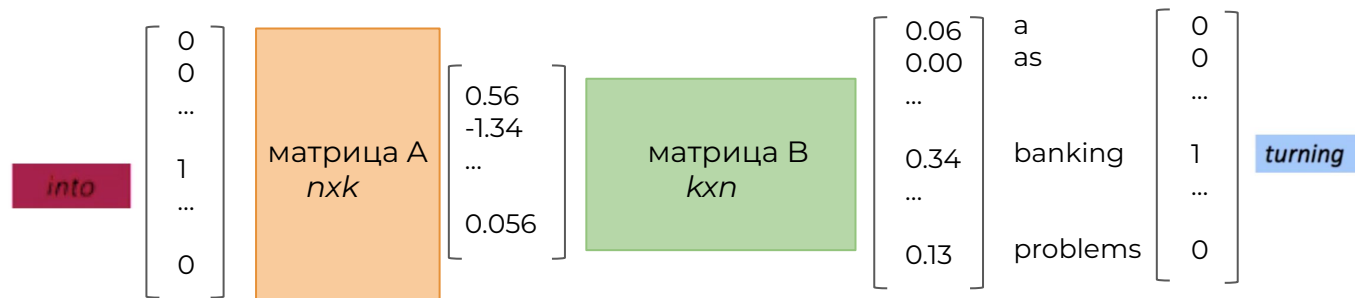 into
0
0
...
1
...
0
матрица А
nxk
0.56
-1.34
...
0.056
матрица В
kxn
0.06
0.00
...
0.34
...
0.13
a
as
banking
problems
0
0
...
1
...
0
turning